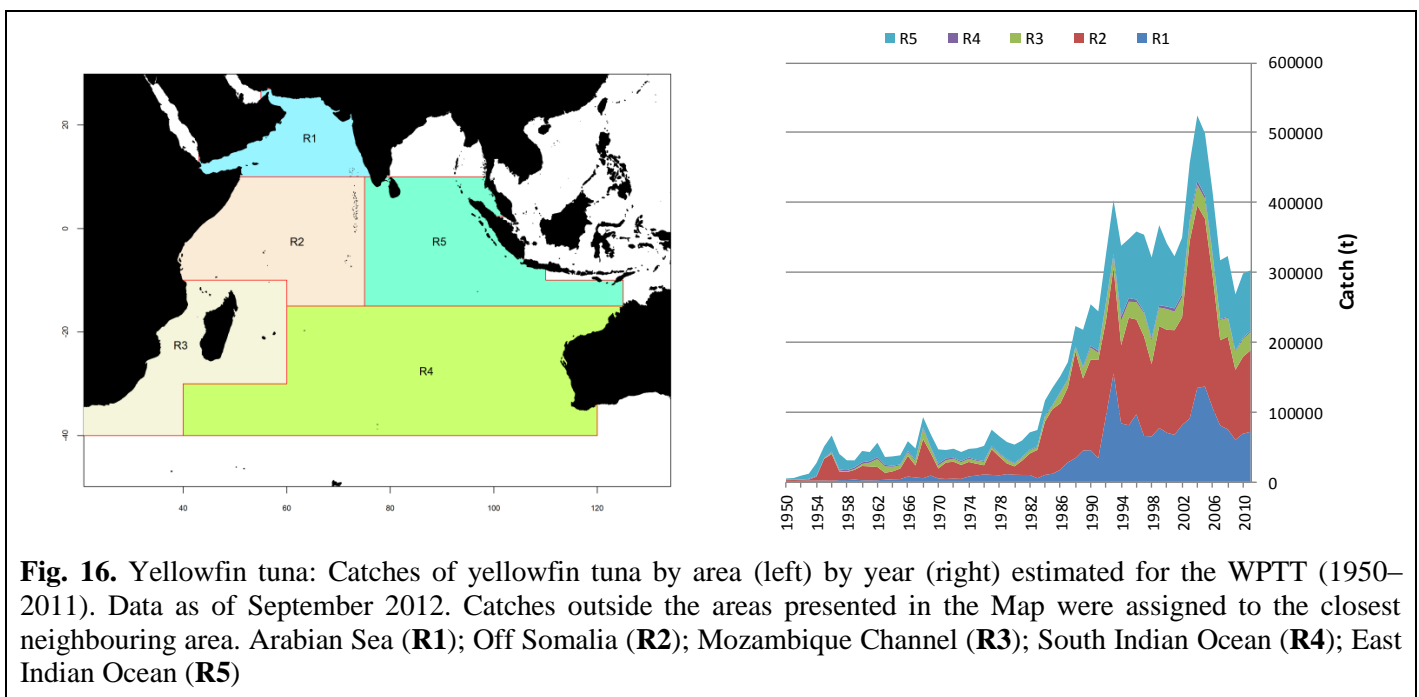 R5 R4 R3 R2 R1
600000
500000
400000
300000
200000
100000
0
Catch (t)
1950 1954 1958 1962 1966 1970 1974 1978 1982 1986 1990 1994 1998 2002 2006 2010
20
0
-20
-40
40 60 80 100 120
R1
R2
R5
R3
R4
Fig. 16. Yellowfin tuna: Catches of yellowfin tuna by area (left) by year (right) estimated for the WPTT (1950–
2011). Data as of September 2012. Catches outside the areas presented in the Map were assigned to the closest
neighbouring area. Arabian Sea (R1); Off Somalia (R2); Mozambique Channel (R3); South Indian Ocean (R4); East
Indian Ocean (R5)